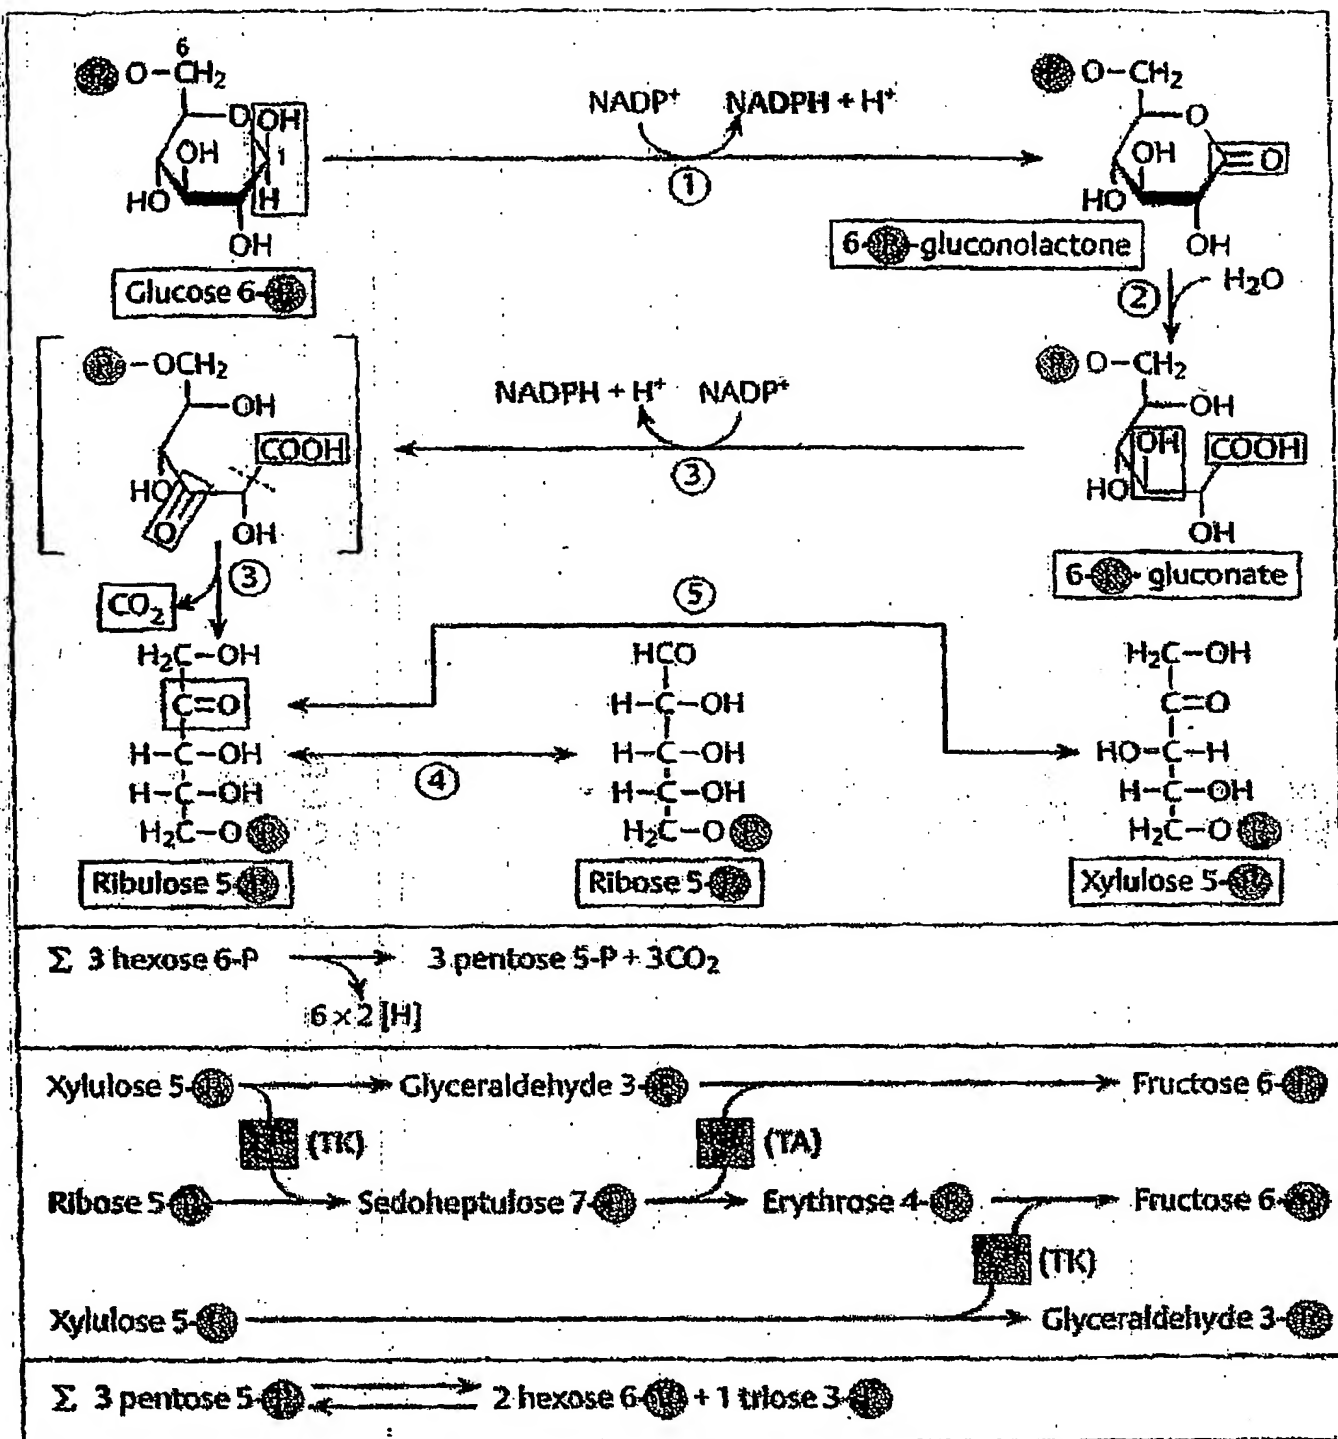 6
P O–CH₂
O OH
OH 1
HO H
OH
Glucose 6-P
NADP⁺ NADPH + H⁺
①
P O–CH₂
O
OH =O
HO
OH
6-P-gluconolactone
② H₂O
P O–CH₂
OH
OH COOH
HO
OH
6-P-gluconate
NADPH + H⁺ NADP⁺
③
P–OCH₂
OH
COOH
HO
O OH
③
CO₂
⑤
H₂C–OH
C=O
H–C–OH
H–C–OH
H₂C–O P
Ribulose 5-P
④
HCO
H–C–OH
H–C–OH
H–C–OH
H₂C–O P
Ribose 5-P
H₂C–OH
C=O
HO–C–H
H–C–OH
H₂C–O P
Xylulose 5-P
Σ 3 hexose 6-P → 3 pentose 5-P + 3CO₂
6 × 2 [H]
Xylulose 5-P → Glyceraldehyde 3-P → Fructose 6-P
(TK) (TA)
Ribose 5-P → Sedoheptulose 7-P → Erythrose 4-P → Fructose 6-P
(TK)
Xylulose 5-P → Glyceraldehyde 3-P
Σ 3 pentose 5-P ⇌ 2 hexose 6-P + 1 triose 3-P